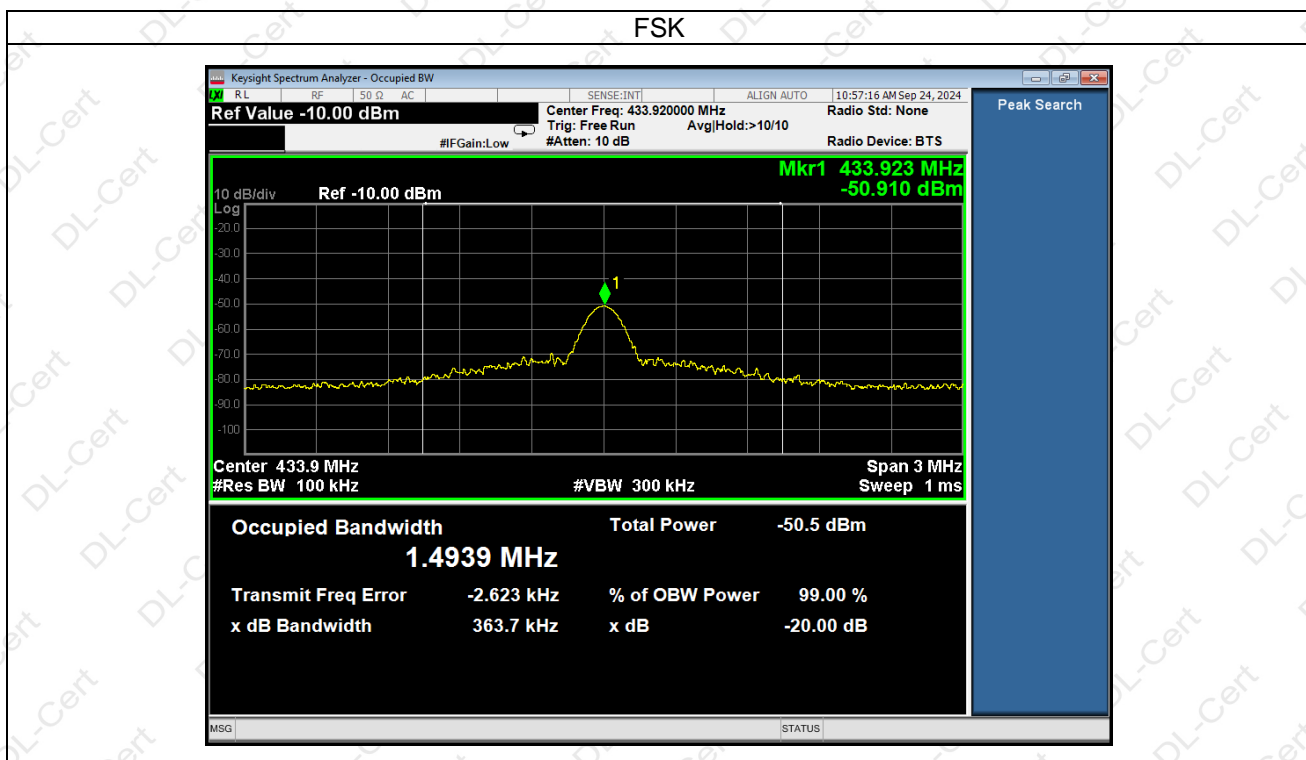 FSK
Keysight Spectrum Analyzer - Occupied BW
LXI RL RF 50 Ω AC SENSE:INT ALIGN AUTO 10:57:16 AM Sep 24, 2024
Ref Value -10.00 dBm Center Freq: 433.920000 MHz Radio Std: None Peak Search
Trig: Free Run Avg|Hold:>10/10
#IFGain:Low #Atten: 10 dB Radio Device: BTS
Mkr1 433.923 MHz
10 dB/div Ref -10.00 dBm -50.910 dBm
Log
-20.0
-30.0
-40.0
1
-50.0
-60.0
-70.0
-80.0
-90.0
-100
Center 433.9 MHz Span 3 MHz
#Res BW 100 kHz #VBW 300 kHz Sweep 1 ms
Occupied Bandwidth Total Power -50.5 dBm
1.4939 MHz
Transmit Freq Error -2.623 kHz % of OBW Power 99.00 %
x dB Bandwidth 363.7 kHz x dB -20.00 dB
MSG STATUS
DL-Cert